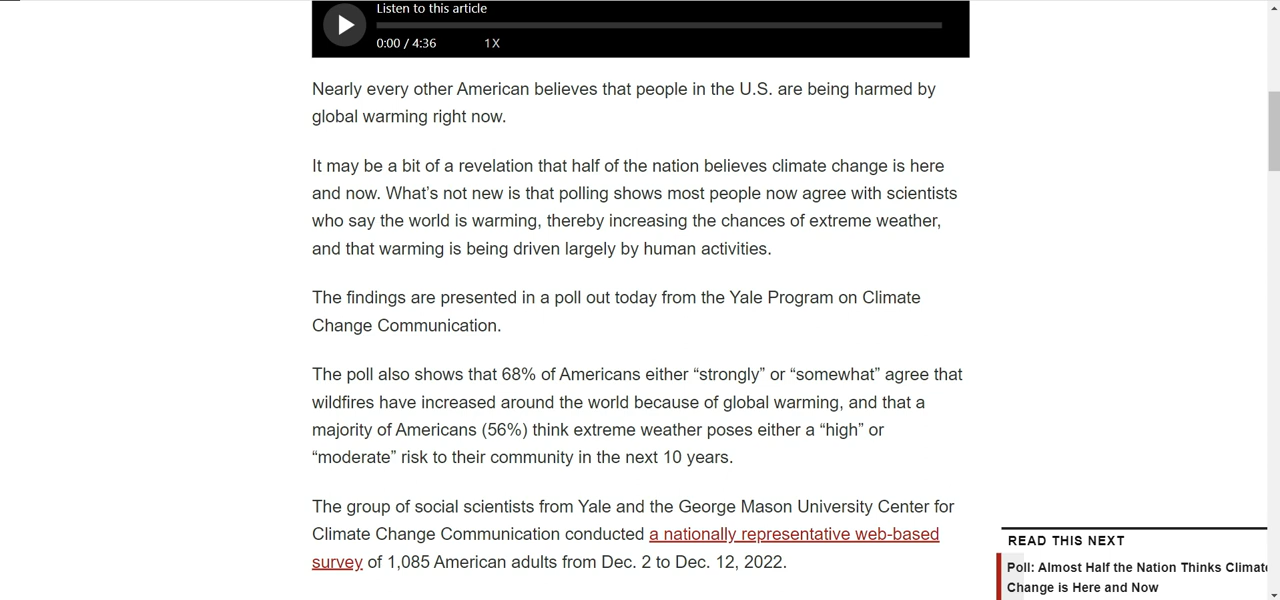 Listen to this article
0:00 / 4:36 1X
Nearly every other American believes that people in the U.S. are being harmed by
global warming right now.
It may be a bit of a revelation that half of the nation believes climate change is here
and now. What’s not new is that polling shows most people now agree with scientists
who say the world is warming, thereby increasing the chances of extreme weather,
and that warming is being driven largely by human activities.
The findings are presented in a poll out today from the Yale Program on Climate
Change Communication.
The poll also shows that 68% of Americans either “strongly” or “somewhat” agree that
wildfires have increased around the world because of global warming, and that a
majority of Americans (56%) think extreme weather poses either a “high” or
“moderate” risk to their community in the next 10 years.
The group of social scientists from Yale and the George Mason University Center for
Climate Change Communication conducted a nationally representative web-based
survey of 1,085 American adults from Dec. 2 to Dec. 12, 2022.
READ THIS NEXT
Poll: Almost Half the Nation Thinks Climate
Change is Here and Now